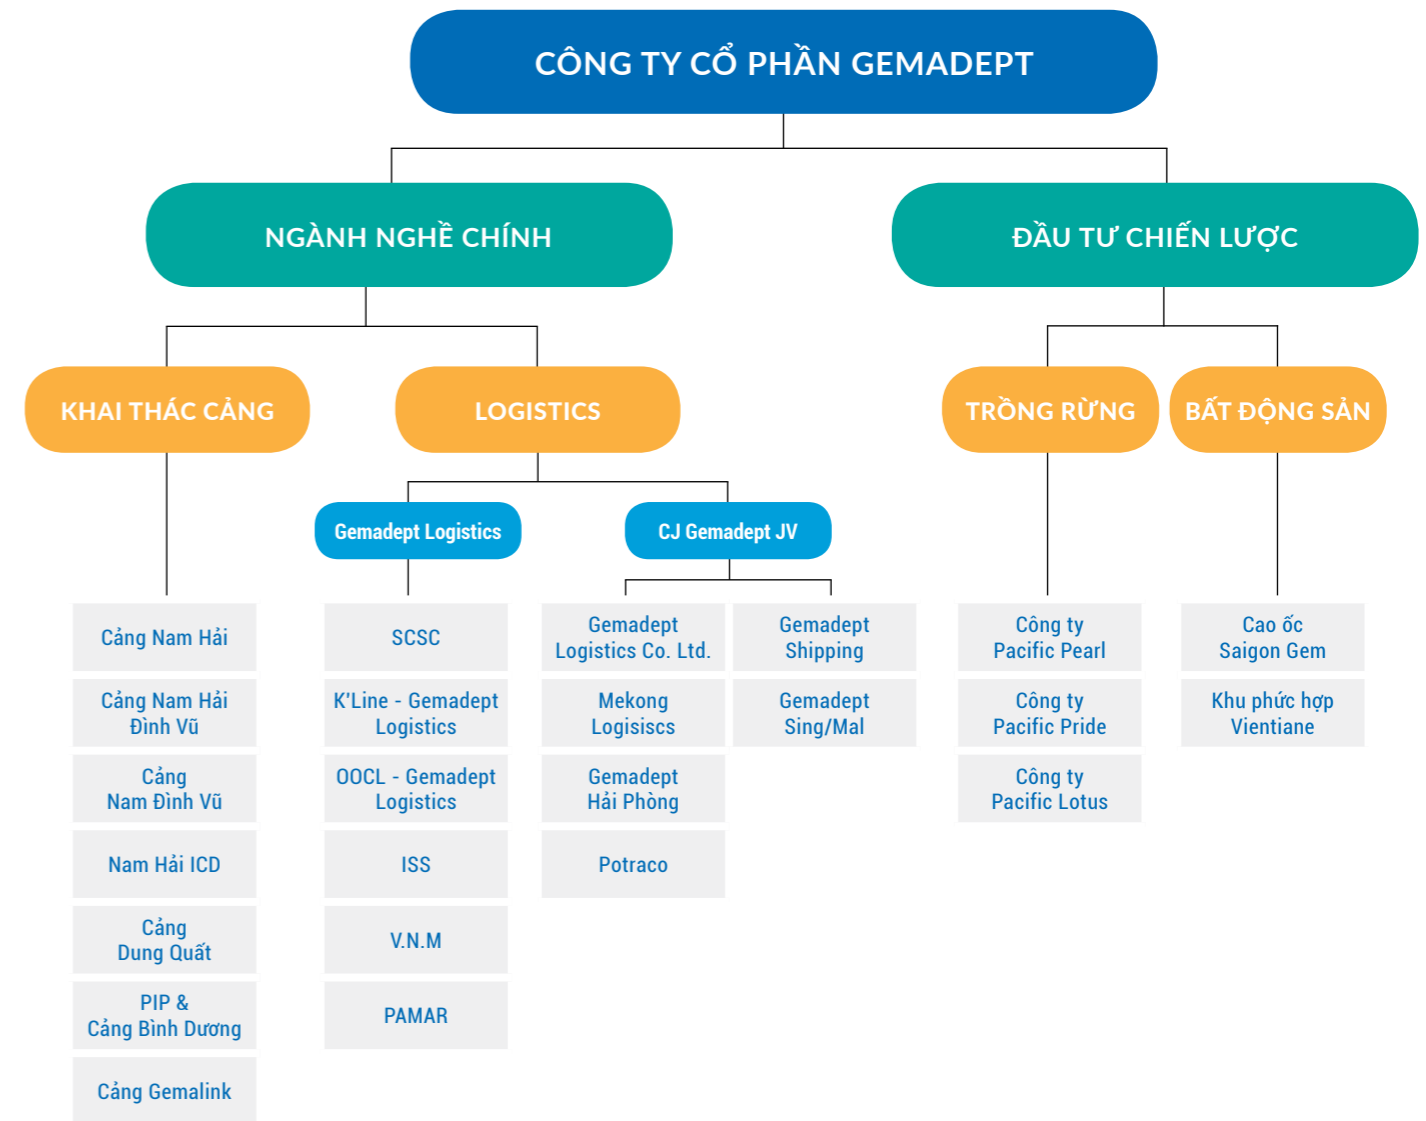 CÔNG TY CỔ PHẦN GEMADEPT
NGÀNH NGHỀ CHÍNH
ĐẦU TƯ CHIẾN LƯỢC
KHAI THÁC CẢNG
LOGISTICS
TRỒNG RỪNG
BẤT ĐỘNG SẢN
Gemadept Logistics
CJ Gemadept JV
Cảng Nam Hải
Cảng Nam Hải
Đình Vũ
Cảng
Nam Đình Vũ
Nam Hải ICD
Cảng
Dung Quất
PIP &
Cảng Bình Dương
Cảng Gemalink
SCSC
K'Line - Gemadept
Logistics
OOCL - Gemadept
Logistics
ISS
V.N.M
PAMAR
Gemadept
Logistics Co. Ltd.
Mekong
Logisiscs
Gemadept
Hải Phòng
Potraco
Gemadept
Shipping
Gemadept
Sing/Mal
Công ty
Pacific Pearl
Công ty
Pacific Pride
Công ty
Pacific Lotus
Cao ốc
Saigon Gem
Khu phức hợp
Vientiane